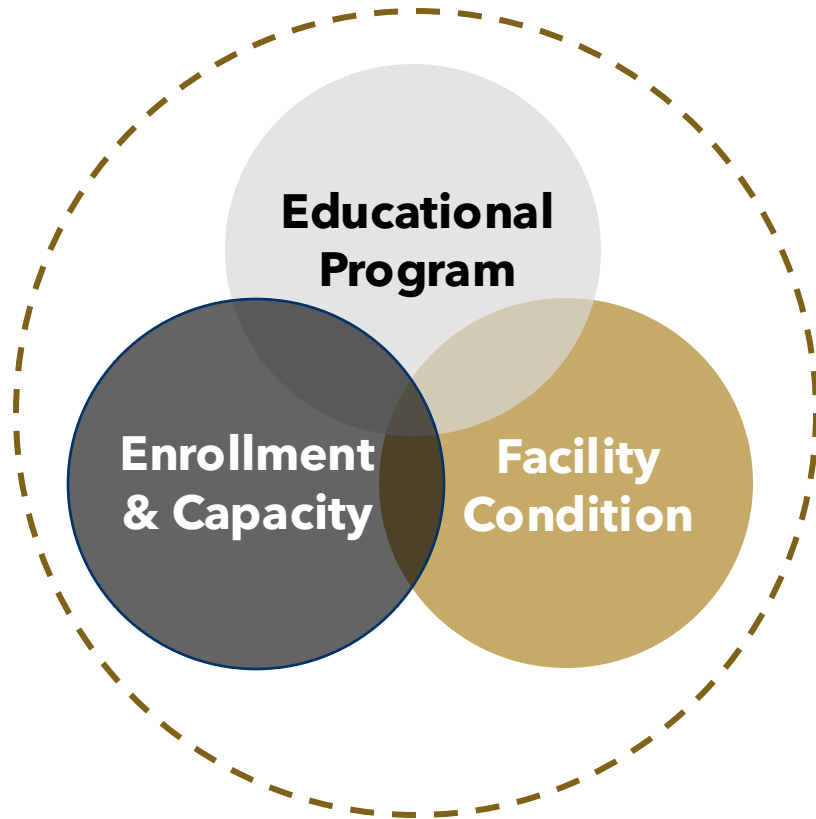 Educational
Program
Enrollment
& Capacity
Facility
Condition